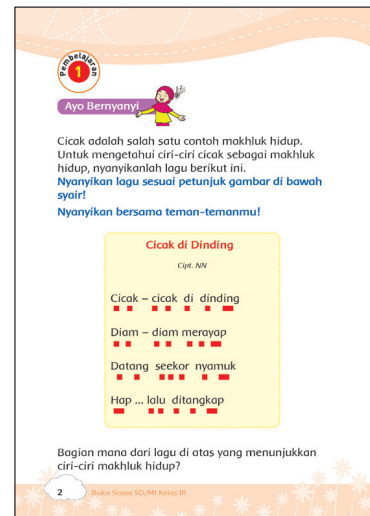 Pembelajaran
1
Ayo Bernyanyi
Cicak adalah salah satu contoh makhluk hidup.
Untuk mengetahui ciri-ciri cicak sebagai makhluk
hidup, nyanyikanlah lagu berikut ini.
Nyanyikan lagu sesuai petunjuk gambar di bawah
syair!
Nyanyikan bersama teman-temanmu!
Cicak di Dinding
Cipt. NN
Cicak – cicak di dinding
Diam – diam merayap
Datang seekor nyamuk
Hap ... lalu ditangkap
Bagian mana dari lagu di atas yang menunjukkan
ciri-ciri makhluk hidup?
2 Buku Siswa SD/MI Kelas III